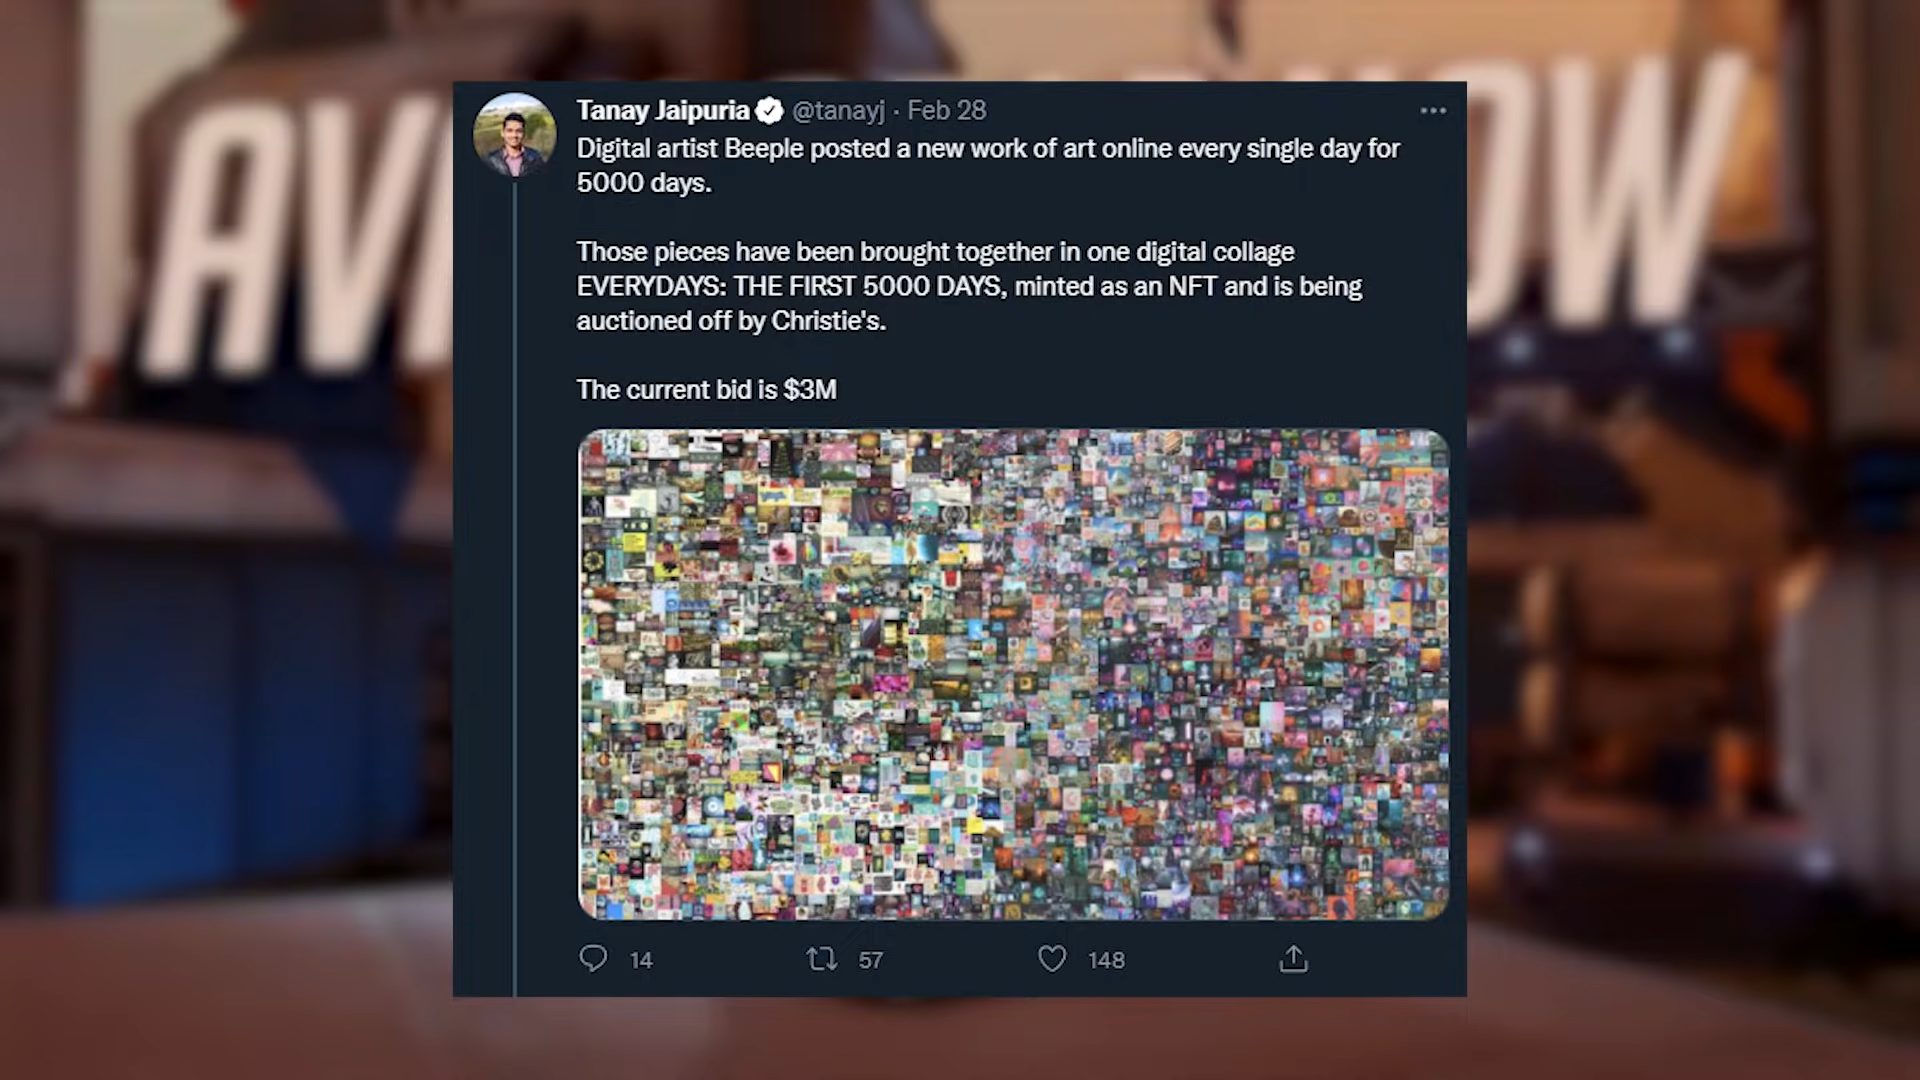 Tanay Jaipuria @tanayj · Feb 28
Digital artist Beeple posted a new work of art online every single day for
5000 days.
Those pieces have been brought together in one digital collage
EVERYDAYS: THE FIRST 5000 DAYS, minted as an NFT and is being
auctioned off by Christie's.
The current bid is $3M
14 57 148